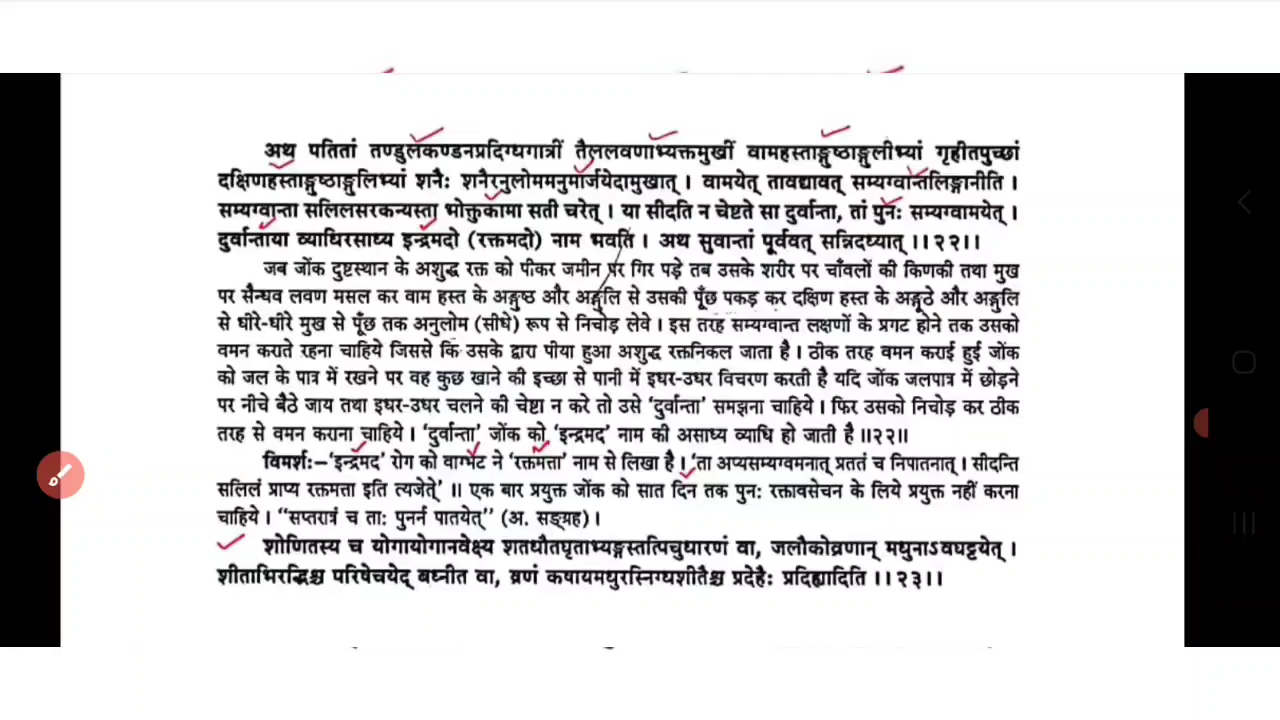 अथ पतितां तण्डुलकण्डनप्रदिग्धगात्रीं तैललवणाभ्यक्तमुखीं वामहस्ताङ्गुष्ठाङ्गुलीभ्यां गृहीतपुच्छां
दक्षिणहस्ताङ्गुष्ठाङ्गुलिभ्यां शनैः शनैरनुलोममनुमार्जयेदामुखात् । वामयेत् तावद्यावत् सम्यग्वान्तलिङ्गानीति ।
सम्यग्वान्ता सलिलसरकन्यस्ता भोक्तुकामा सती चरेत् । या सीदति न चेष्टते सा दुर्वान्ता, तां पुनः सम्यग्वामयेत् ।
दुर्वान्ताया व्याधिरसाध्य इन्द्रमदो (रक्तमदो) नाम भवति । अथ सुवान्तां पूर्ववत् सन्निदध्यात् ।।२२।।
जब जोंक दुष्टस्थान के अशुद्ध रक्त को पीकर जमीन पर गिर पड़े तब उसके शरीर पर चाँवलों की किणकी तथा मुख
पर सैन्धव लवण मसल कर वाम हस्त के अङ्गुष्ठ और अङ्गुलि से उसकी पूँछ पकड़ कर दक्षिण हस्त के अङ्गूठे और अङ्गुलि
से धीरे-धीरे मुख से पूँछ तक अनुलोम (सीधे) रूप से निचोड़ लेवे । इस तरह सम्यग्वान्त लक्षणों के प्रगट होने तक उसको
वमन कराते रहना चाहिये जिससे कि उसके द्वारा पीया हुआ अशुद्ध रक्तनिकल जाता है । ठीक तरह वमन कराई हुई जोंक
को जल के पात्र में रखने पर वह कुछ खाने की इच्छा से पानी में इधर-उधर विचरण करती है यदि जोंक जलपात्र में छोड़ने
पर नीचे बैठे जाय तथा इधर-उधर चलने की चेष्टा न करे तो उसे ‘दुर्वान्ता’ समझना चाहिये । फिर उसको निचोड़ कर ठीक
तरह से वमन कराना चाहिये । ‘दुर्वान्ता’ जोंक को ‘इन्द्रमद’ नाम की असाध्य व्याधि हो जाती है ॥२२॥
विमर्शः–‘इन्द्रमद’ रोग को वाग्भट ने ‘रक्तमत्ता’ नाम से लिखा है । ‘ता अप्यसम्यग्वमनात् प्रततं च निपातनात् । सीदन्ति
सलिलं प्राप्य रक्तमत्ता इति त्यजेत्’ ॥ एक बार प्रयुक्त जोंक को सात दिन तक पुनः रक्तावसेचन के लिये प्रयुक्त नहीं करना
चाहिये । “सप्तरात्रं च ताः पुनर्न पातयेत्” (अ. सङ्ग्रह) ।
शोणितस्य च योगायोगानवेक्ष्य शतधौतघृताभ्यङ्गस्तत्पिचुधारणं वा, जलौकोव्रणान् मधुनाऽवघट्टयेत् ।
शीताभिरद्भिश्च परिषेचयेद् बध्नीत वा, व्रणं कषायमधुरस्निग्धशीतैश्च प्रदेहैः प्रदिह्यादिति ।।२३।।